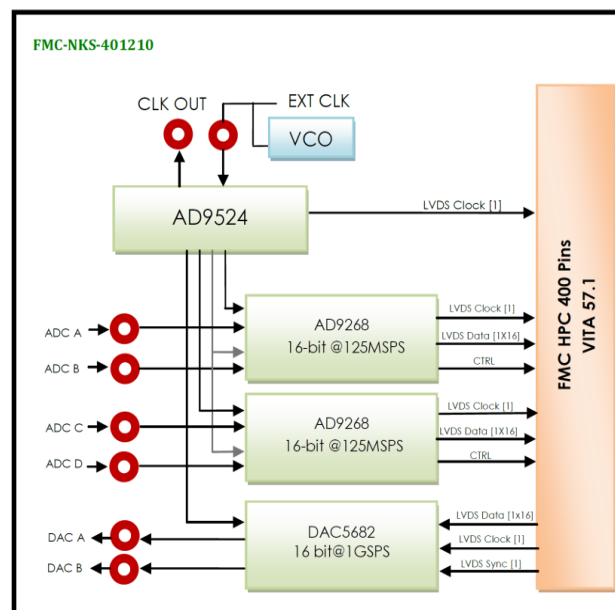 FMC-NKS-401210
CLK OUT
EXT CLK
VCO
AD9524
LVDS Clock [1]
ADC A
ADC B
AD9268
16-bit @125MSPS
LVDS Clock [1]
LVDS Data [1X16]
CTRL
ADC C
ADC D
AD9268
16-bit @125MSPS
LVDS Clock [1]
LVDS Data [1X16]
CTRL
DAC A
DAC B
DAC5682
16 bit@1GSPS
LVDS Data [1x16]
LVDS Clock [1]
LVDS Sync [1]
FMC HPC 400 Pins
VITA 57.1